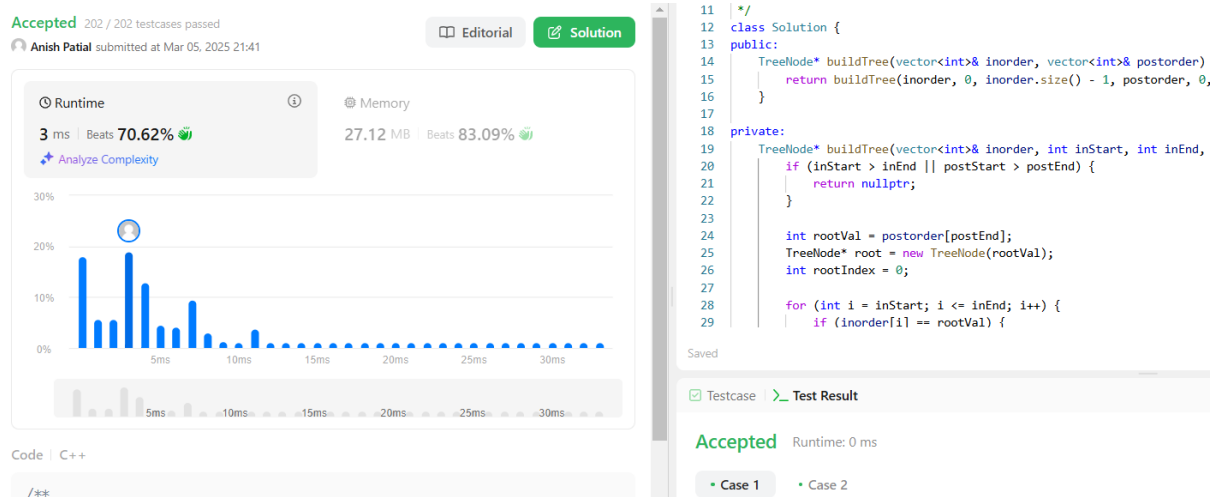 Accepted 202 / 202 testcases passed
Editorial
Solution
Anish Patial submitted at Mar 05, 2025 21:41
Runtime
3 ms Beats 70.62%
Analyze Complexity
Memory
27.12 MB Beats 83.09%
30%
20%
10%
0%
5ms 10ms 15ms 20ms 25ms 30ms
5ms 10ms 15ms 20ms 25ms 30ms
Code C++
/**
11 */
12 class Solution {
13 public:
14 TreeNode* buildTree(vector<int>& inorder, vector<int>& postorder)
15 return buildTree(inorder, 0, inorder.size() - 1, postorder, 0,
16 }
17
18 private:
19 TreeNode* buildTree(vector<int>& inorder, int inStart, int inEnd,
20 if (inStart > inEnd || postStart > postEnd) {
21 return nullptr;
22 }
23
24 int rootVal = postorder[postEnd];
25 TreeNode* root = new TreeNode(rootVal);
26 int rootIndex = 0;
27
28 for (int i = inStart; i <= inEnd; i++) {
29 if (inorder[i] == rootVal) {
Saved
Testcase
Test Result
Accepted Runtime: 0 ms
• Case 1 • Case 2